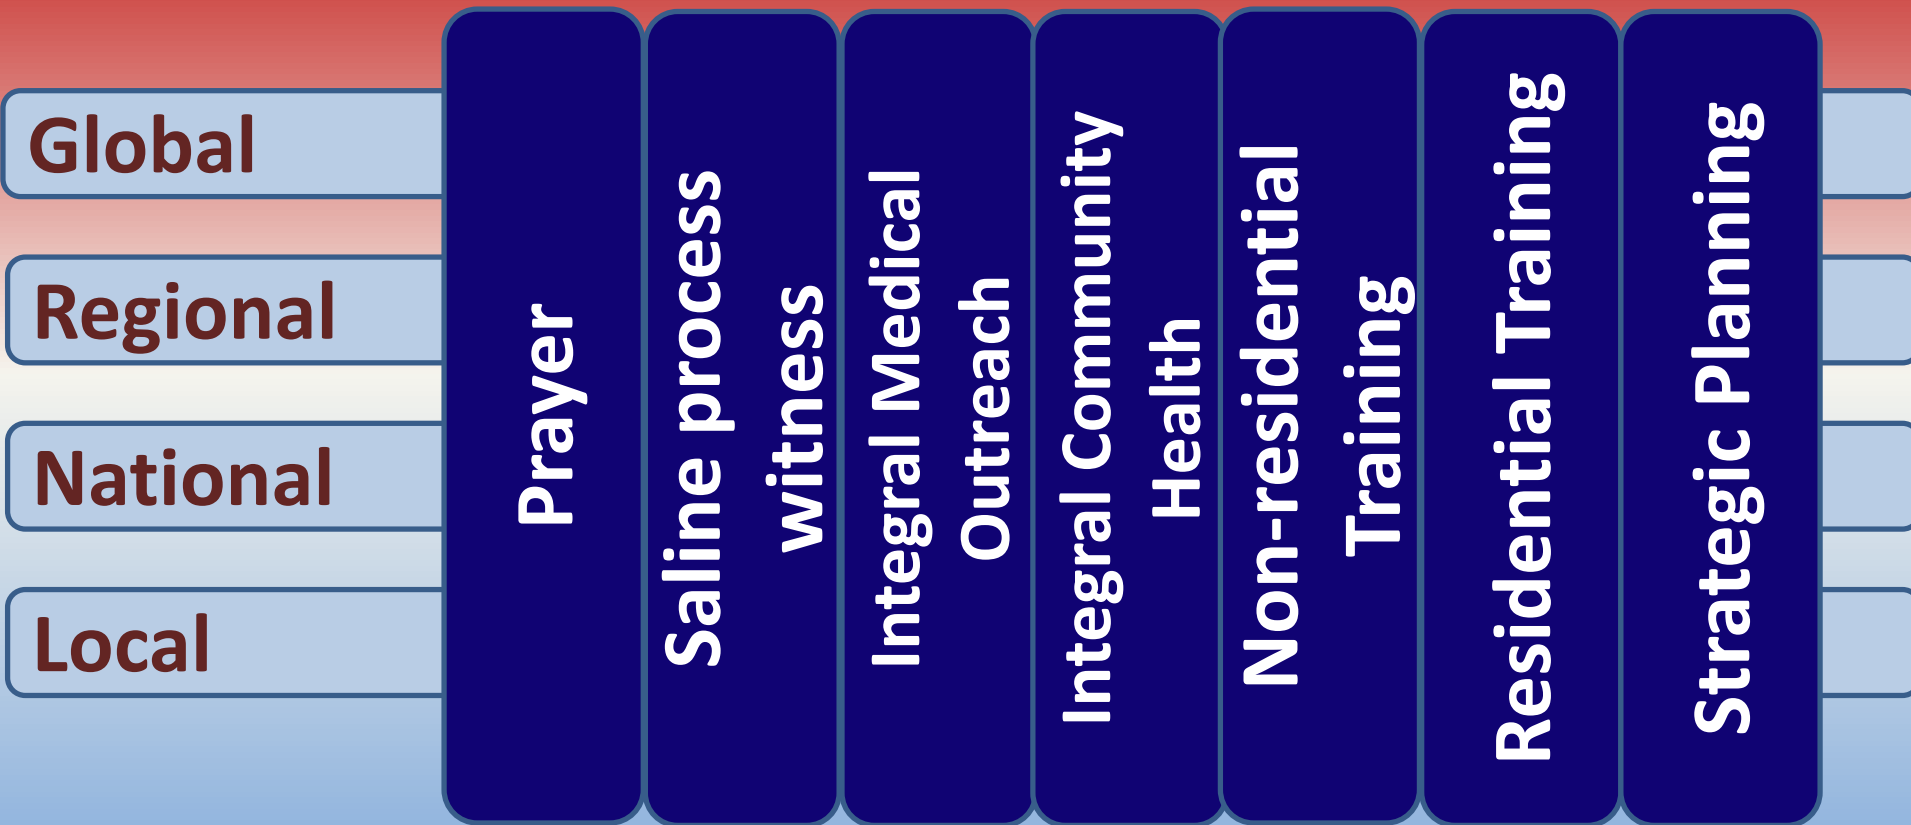 Global
Regional
National
Local
Prayer
Saline process
witness
Integral Medical
Outreach
Integral Community
Health
Non-residential
Training
Residential Training
Strategic Planning